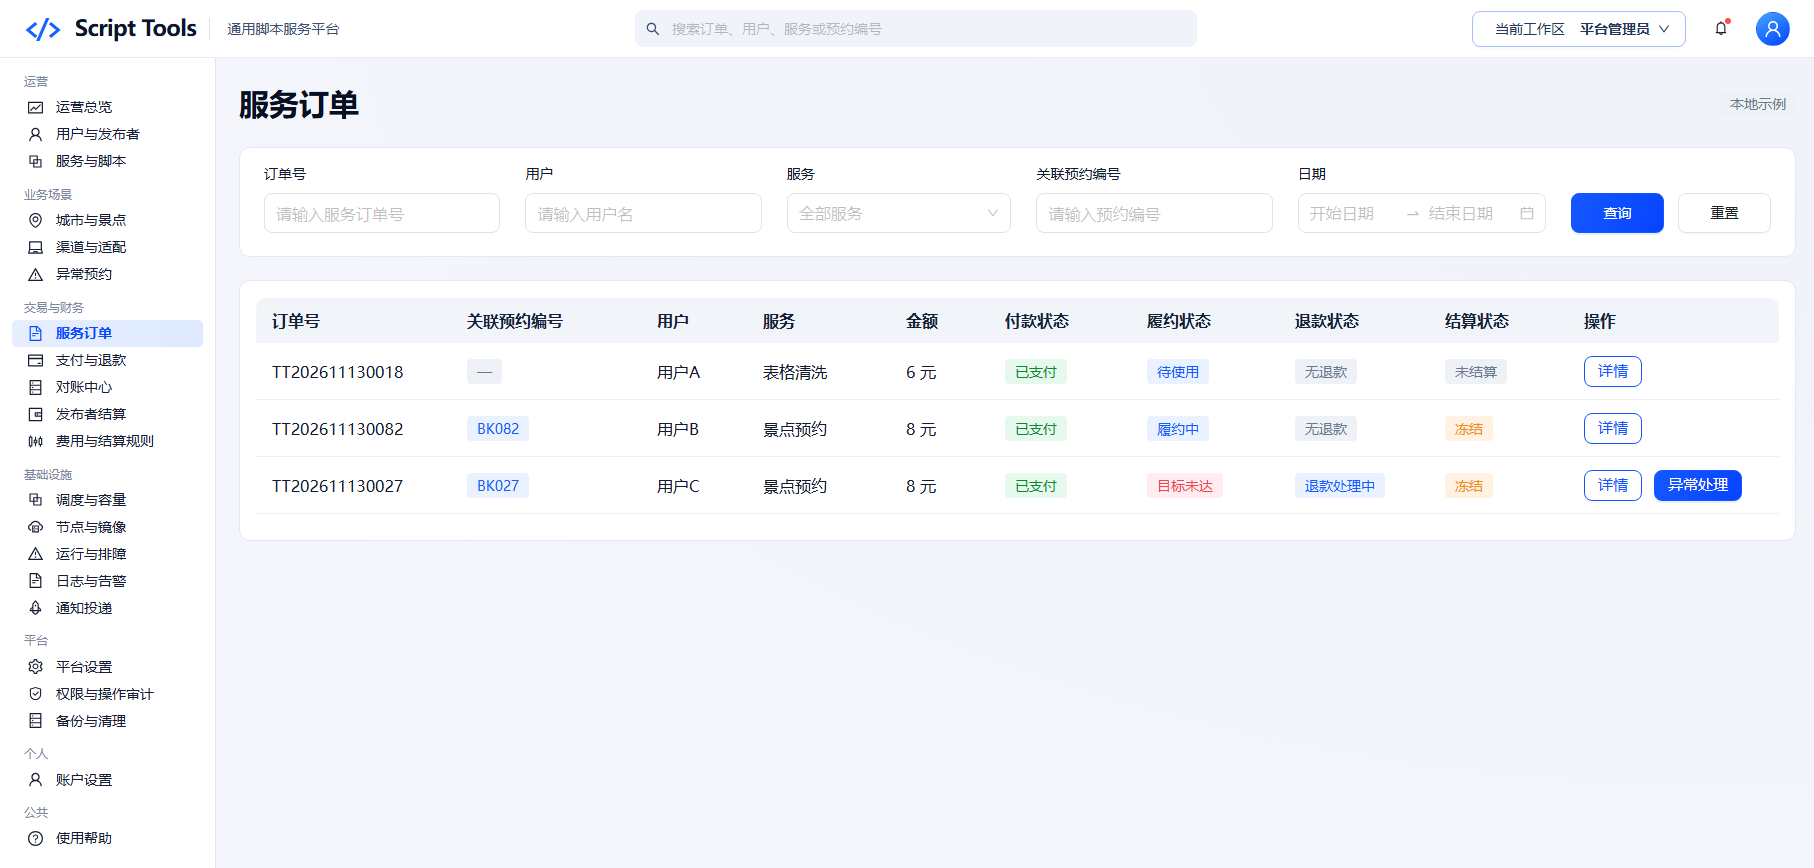 Script Tools 通用脚本服务平台 搜索订单、用户、服务或预约编号 当前工作区 平台管理员
运营
运营总览
用户与发布者
服务与脚本
业务场景
城市与景点
渠道与适配
异常预约
交易与财务
服务订单
支付与退款
对账中心
发布者结算
费用与结算规则
基础设施
调度与容量
节点与镜像
运行与排障
日志与告警
通知投递
平台
平台设置
权限与操作审计
备份与清理
个人
账户设置
公共
使用帮助
服务订单 本地示例
订单号 用户 服务 关联预约编号 日期
请输入服务订单号 请输入用户名 全部服务 请输入预约编号 开始日期 → 结束日期 查询 重置
订单号 关联预约编号 用户 服务 金额 付款状态 履约状态 退款状态 结算状态 操作
TT202611130018 — 用户A 表格清洗 6 元 已支付 待使用 无退款 未结算 详情
TT202611130082 BK082 用户B 景点预约 8 元 已支付 履约中 无退款 冻结 详情
TT202611130027 BK027 用户C 景点预约 8 元 已支付 目标未达 退款处理中 冻结 详情 异常处理